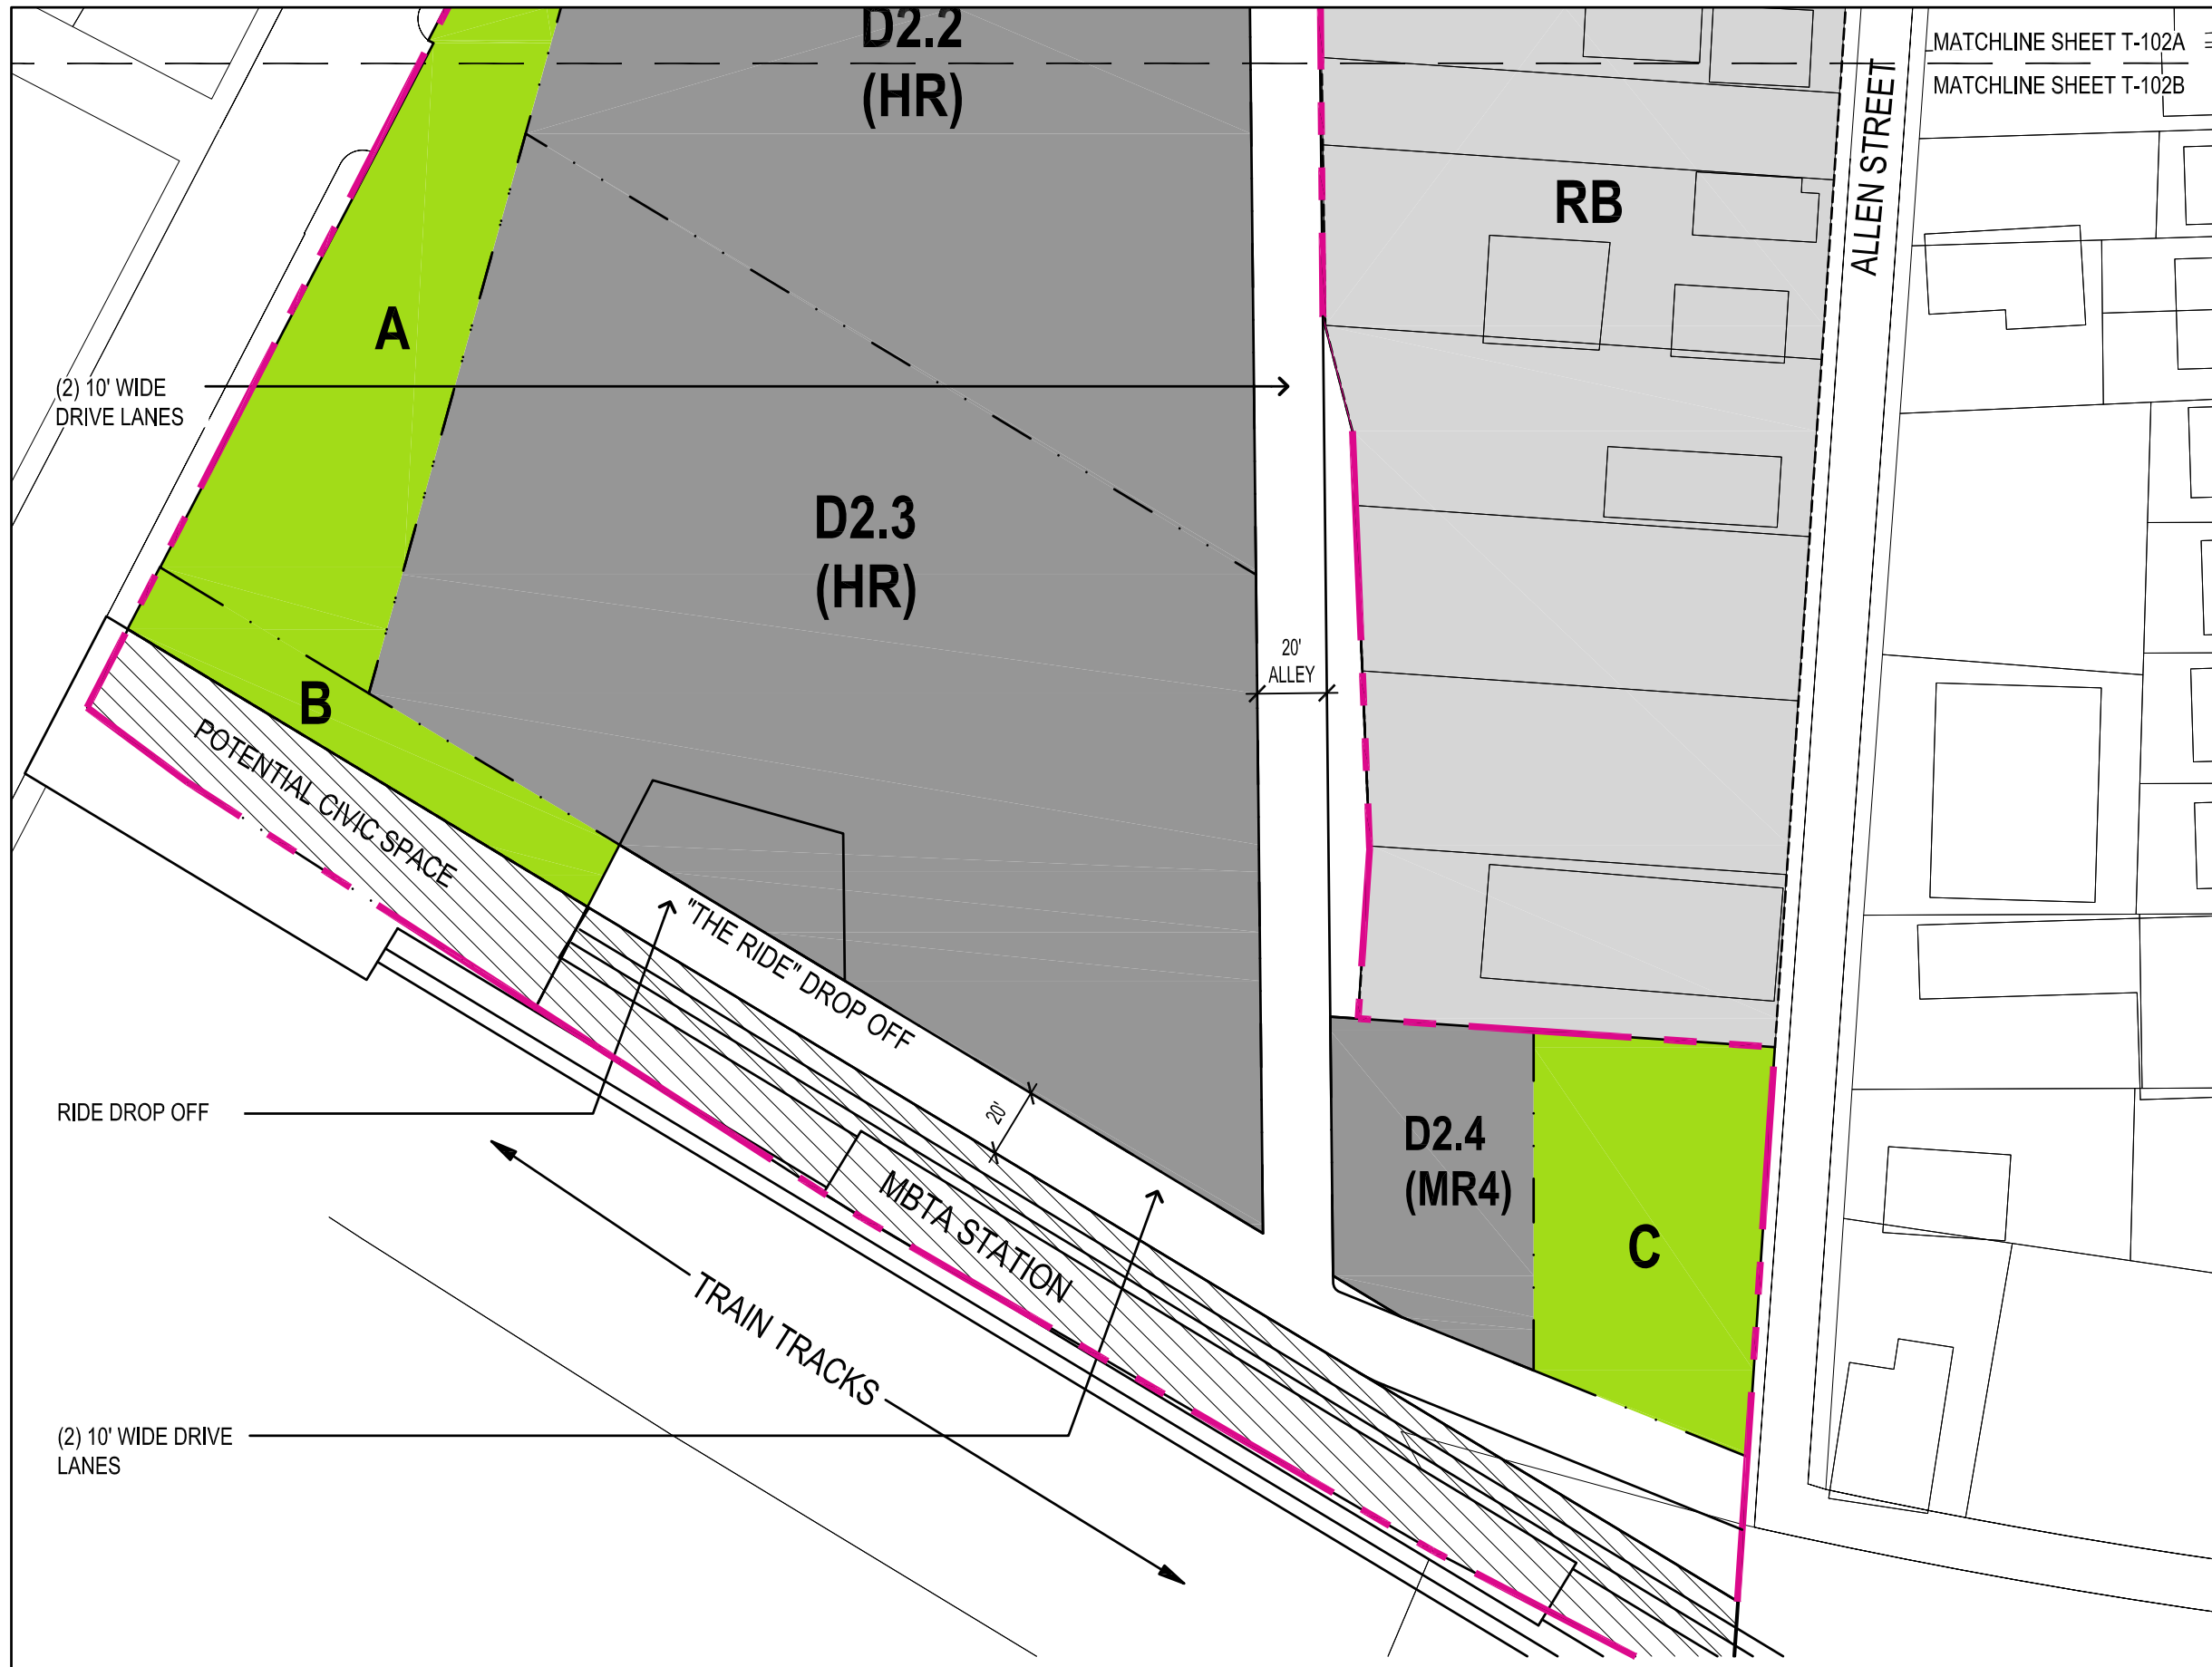 D2.2
(HR)
MATCHLINE SHEET T-102A
MATCHLINE SHEET T-102B
ALLEN STREET
RB
A
(2) 10' WIDE
DRIVE LANES
D2.3
(HR)
20'
ALLEY
B
POTENTIAL CIVIC SPACE
"THE RIDE" DROP OFF
RIDE DROP OFF
20'
D2.4
(MR4)
C
MBTA STATION
TRAIN TRACKS
(2) 10' WIDE DRIVE
LANES